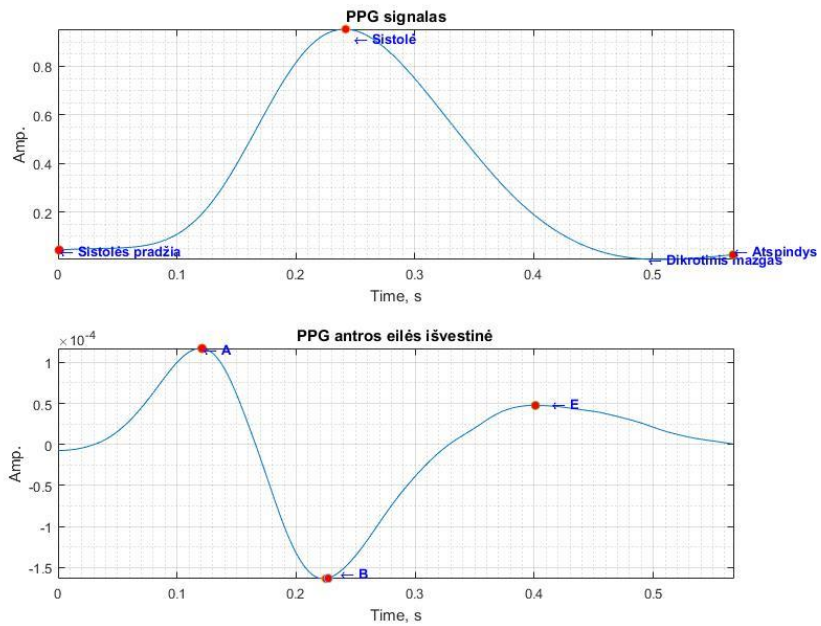 PPG signalas
Amp.
0.8
0.6
0.4
0.2
← Sistolė
← Sistolės pradžia
← Dikrotinis mazgas
← Atspindys
0 0.1 0.2 0.3 0.4 0.5
Time, s
PPG antros eilės išvestinė
×10⁻⁴
Amp.
1
0.5
0
-0.5
-1
-1.5
← A
← E
← B
0 0.1 0.2 0.3 0.4 0.5
Time, s